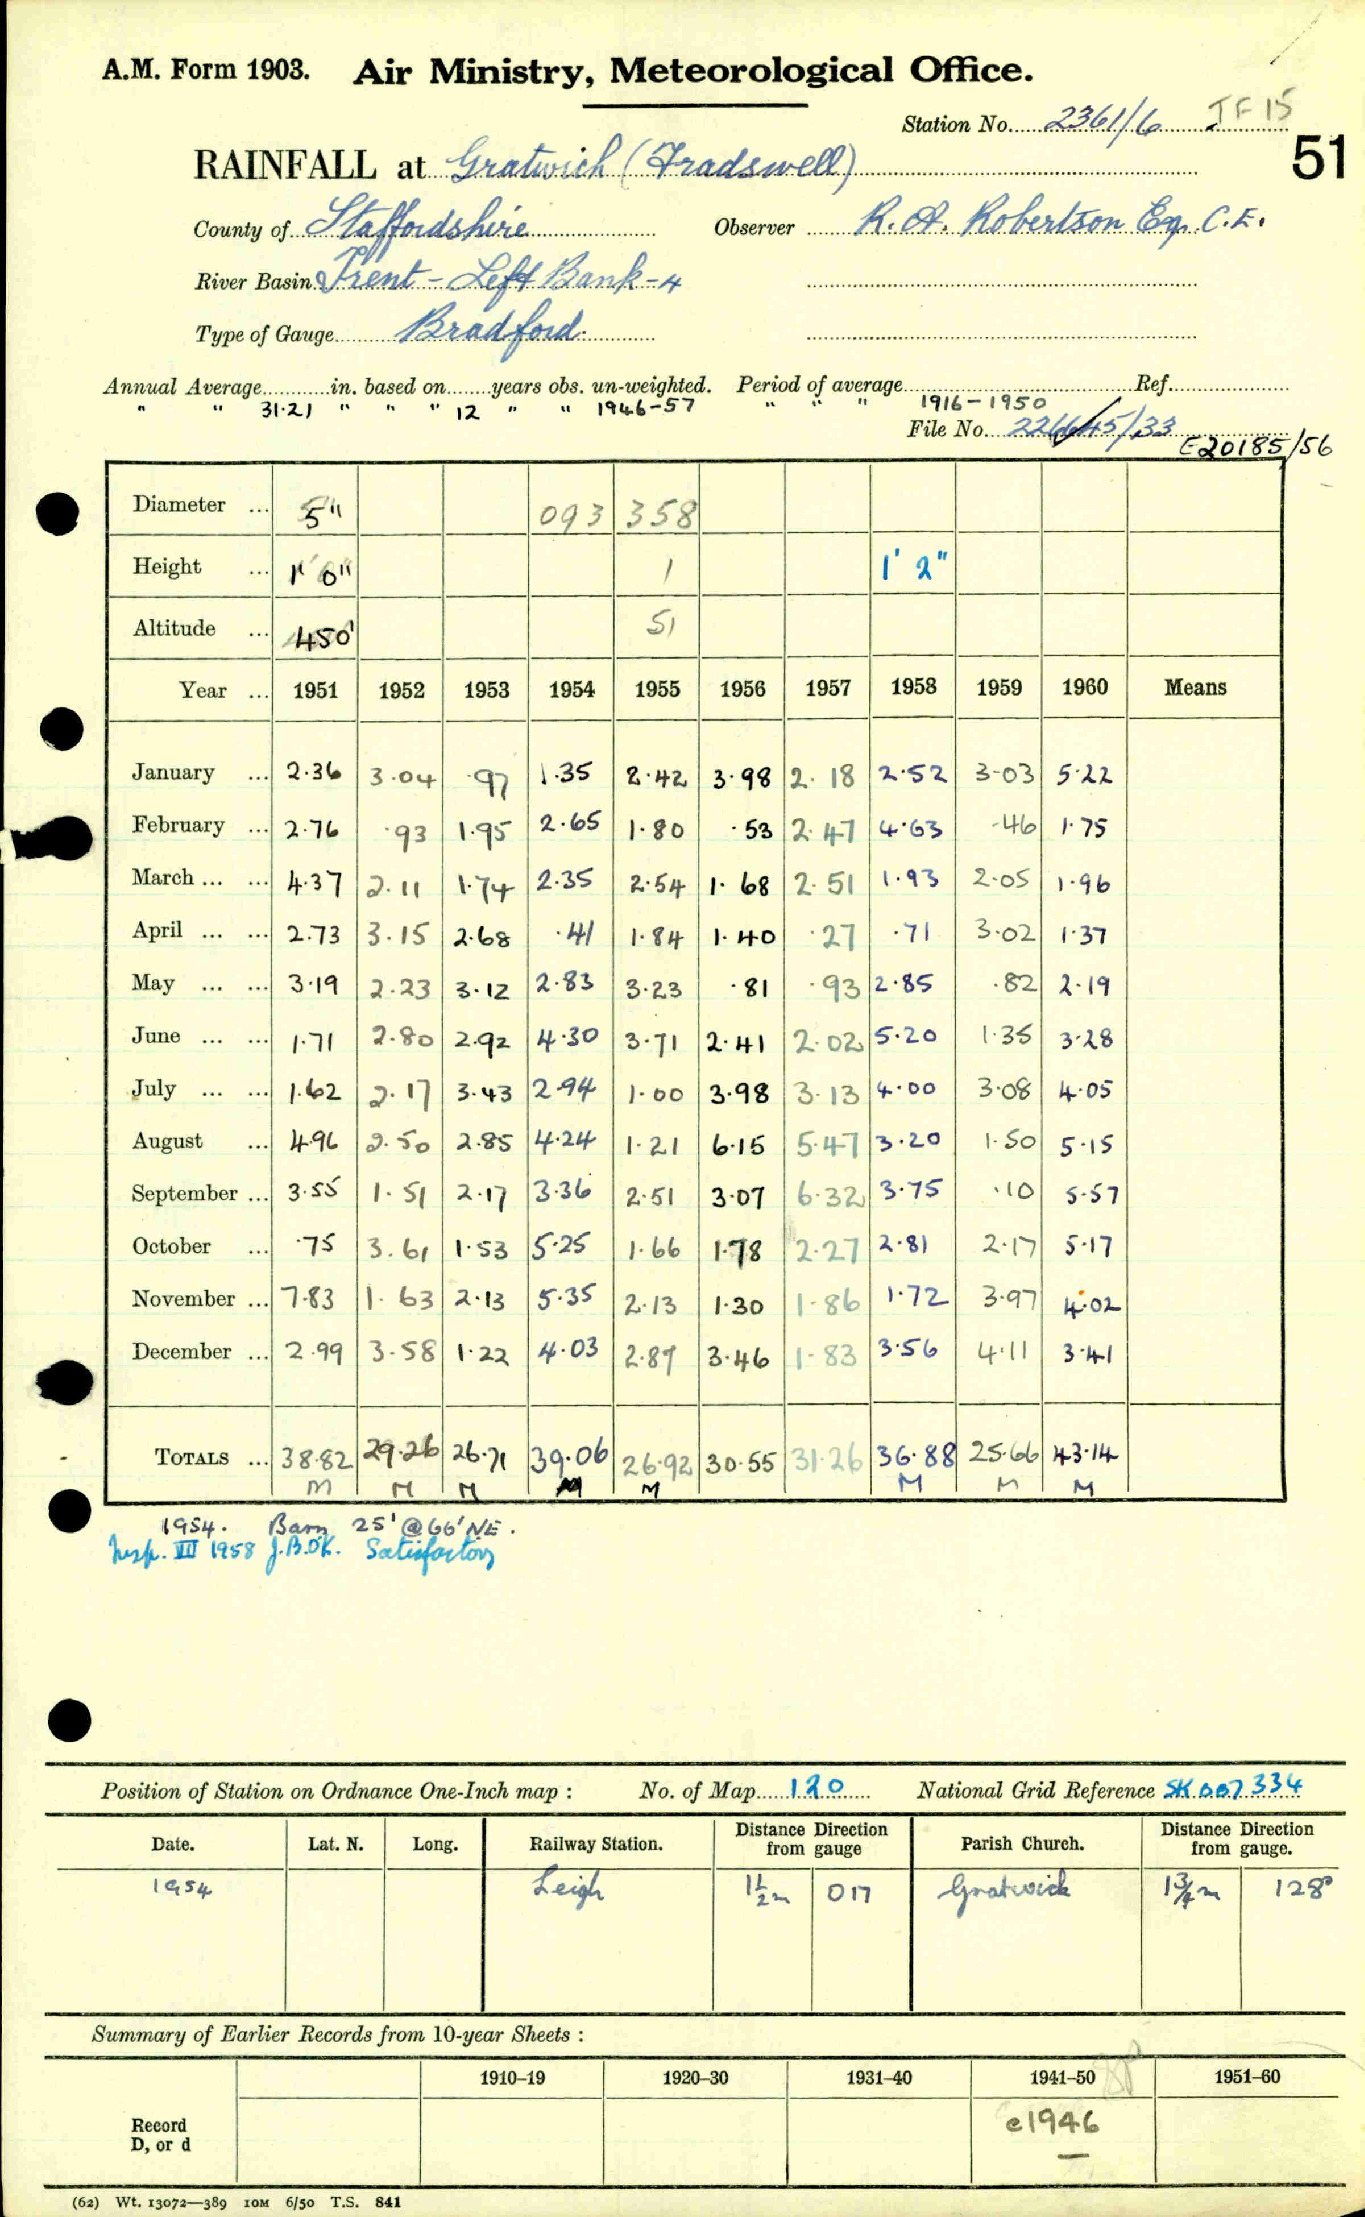 A.M. Form 1903. Air Ministry, Meteorological Office.
Station No. 2361/6 JF 15
51
RAINFALL at Gratwich (Fradswell)
County of Staffordshire Observer R.A. Robertson Esq. C.E.
River Basin Trent - Left Bank - 4
Type of Gauge Bradford.
Annual Average in. based on years obs. un-weighted. Period of average Ref.
" " 31·21 " " " 12 " " 1946-57 " " " 1916-1950
File No. 226645/33
E20185/56
Diameter ... 5" 093 358
Height ... 1' 0" 1 1' 2"
Altitude ... 450' 51
Year ... 1951 1952 1953 1954 1955 1956 1957 1958 1959 1960 Means
January ... 2·36 3·04 ·97 1·35 2·42 3·98 2·18 2·52 3·03 5·22
February ... 2·76 ·93 1·95 2·65 1·80 ·53 2·47 4·63 ·46 1·75
March ... ... 4·37 2·11 1·74 2·35 2·54 1·68 2·51 1·93 2·05 1·96
April ... ... 2·73 3·15 2·68 ·41 1·84 1·40 ·27 ·71 3·02 1·37
May ... ... 3·19 2·23 3·12 2·83 3·23 ·81 ·93 2·85 ·82 2·19
June ... ... 1·71 2·80 2·92 4·30 3·71 2·41 2·02 5·20 1·35 3·28
July ... ... 1·62 2·17 3·43 2·94 1·00 3·98 3·13 4·00 3·08 4·05
August ... 4·96 2·50 2·85 4·24 1·21 6·15 5·47 3·20 1·50 5·15
September ... 3·55 1·51 2·17 3·36 2·51 3·07 6·32 3·75 ·10 5·57
October ... ·75 3·61 1·53 5·25 1·66 1·78 2·27 2·81 2·17 5·17
November ... 7·83 1·63 2·13 5·35 2·13 1·30 1·86 1·72 3·97 4·02
December ... 2·99 3·58 1·22 4·03 2·87 3·46 1·83 3·56 4·11 3·41
TOTALS ... 38·82 29·26 26·71 39·06 26·92 30·55 31·26 36·88 25·66 43·14
M M M M M M M M
1954. Barn 25' @ 66' NE.
Insp. III 1958 J.B.O'K. Satisfactory
Position of Station on Ordnance One-Inch map : No. of Map 120 National Grid Reference SK 007334
Date. Lat. N. Long. Railway Station. Distance Direction from gauge Parish Church. Distance Direction from gauge.
1954 Leigh 1½m 017 Gratwick 1¾m 128°
Summary of Earlier Records from 10-year Sheets :
1910–19 1920–30 1931–40 1941–50 1951–60
Record
D, or d
c1946
(62) Wt. 13072—389 10M 6/50 T.S. 841